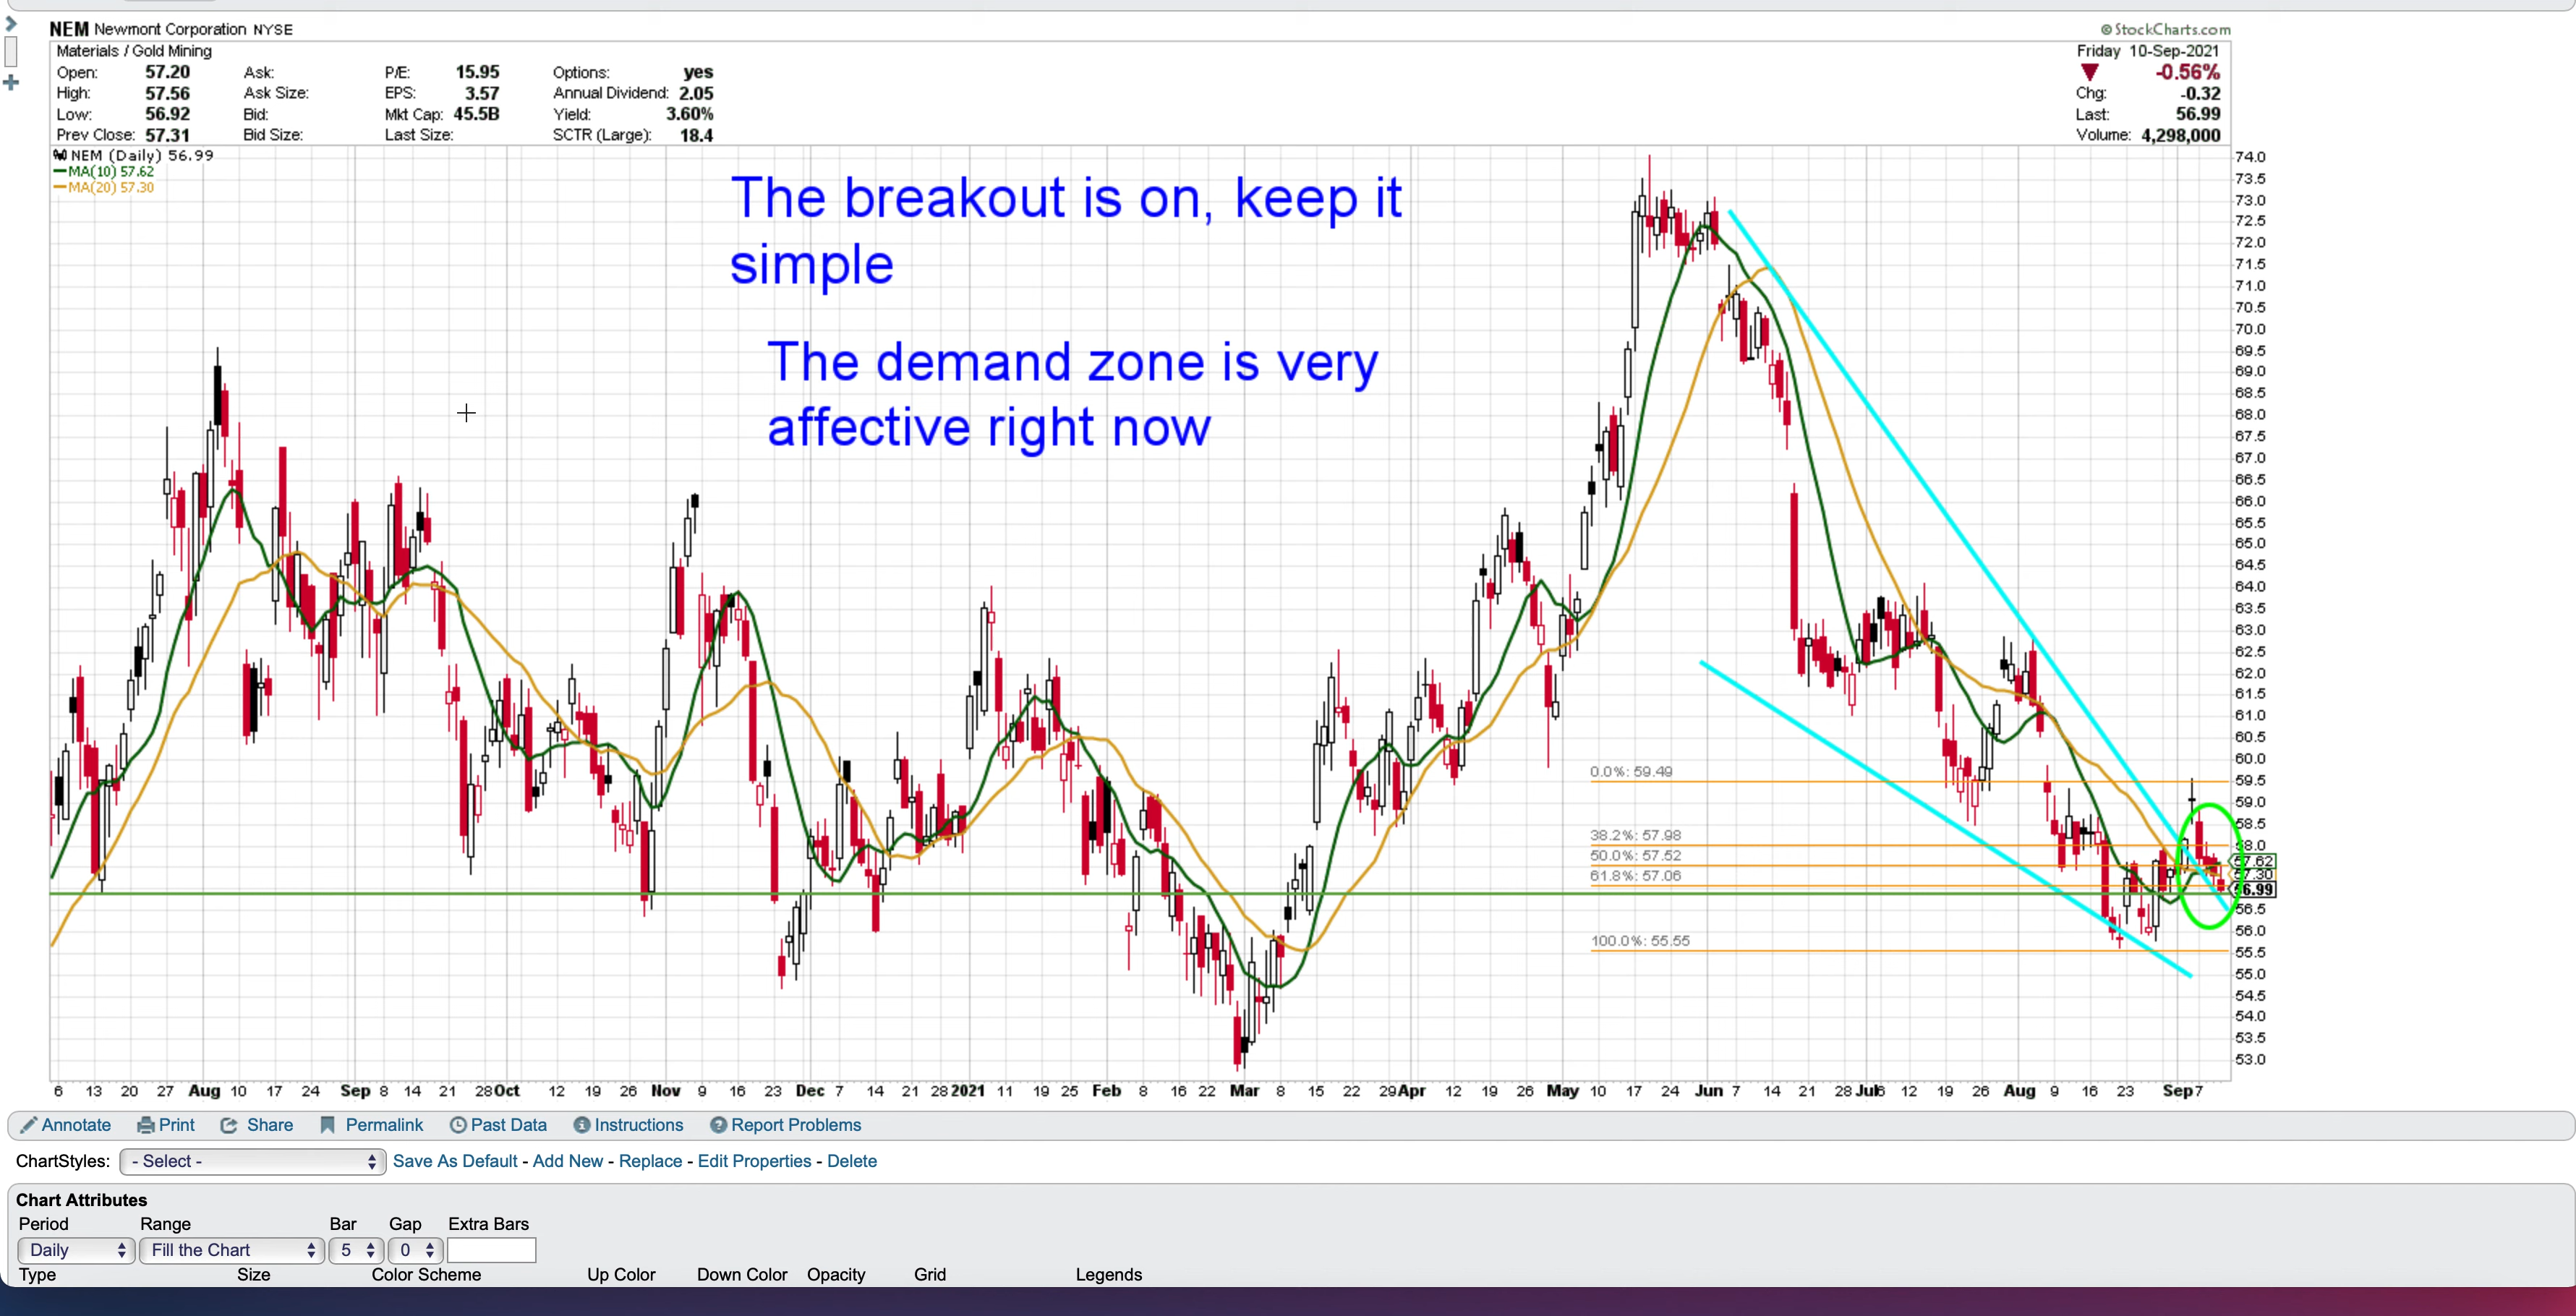 NEM Newmont Corporation NYSE
© StockCharts.com
Materials / Gold Mining
Friday 10-Sep-2021
Open: 57.20 Ask: P/E: 15.95 Options: yes
-0.56%
High: 57.56 Ask Size: EPS: 3.57 Annual Dividend: 2.05
Chg: -0.32
Low: 56.92 Bid: Mkt Cap: 45.5B Yield: 3.60%
Last: 56.99
Prev Close: 57.31 Bid Size: Last Size: SCTR (Large): 18.4
Volume: 4,298,000
NEM (Daily) 56.99
MA(10) 57.62
MA(20) 57.30
The breakout is on, keep it
simple
The demand zone is very
affective right now
74.0
73.5
73.0
72.5
72.0
71.5
71.0
70.5
70.0
69.5
69.0
68.5
68.0
67.5
67.0
66.5
66.0
65.5
65.0
64.5
64.0
63.5
63.0
62.5
62.0
61.5
61.0
60.5
60.0
59.5
59.0
58.5
58.0
57.62
57.30
56.99
56.5
56.0
55.5
55.0
54.5
54.0
53.5
53.0
0.0%: 59.49
38.2%: 57.98
50.0%: 57.52
61.8%: 57.06
100.0%: 55.55
6 13 20 27 Aug 10 17 24 Sep 8 14 21 28 Oct 12 19 26 Nov 9 16 23 Dec 7 14 21 28 2021 11 19 25 Feb 8 16 22 Mar 8 15 22 29 Apr 12 19 26 May 10 17 24 Jun 7 14 21 28 Jul 6 12 19 26 Aug 9 16 23 Sep 7
Annotate Print Share Permalink Past Data Instructions Report Problems
ChartStyles: - Select - Save As Default - Add New - Replace - Edit Properties - Delete
Chart Attributes
Period Range Bar Gap Extra Bars
Daily Fill the Chart 5 0
Type Size Color Scheme Up Color Down Color Opacity Grid Legends